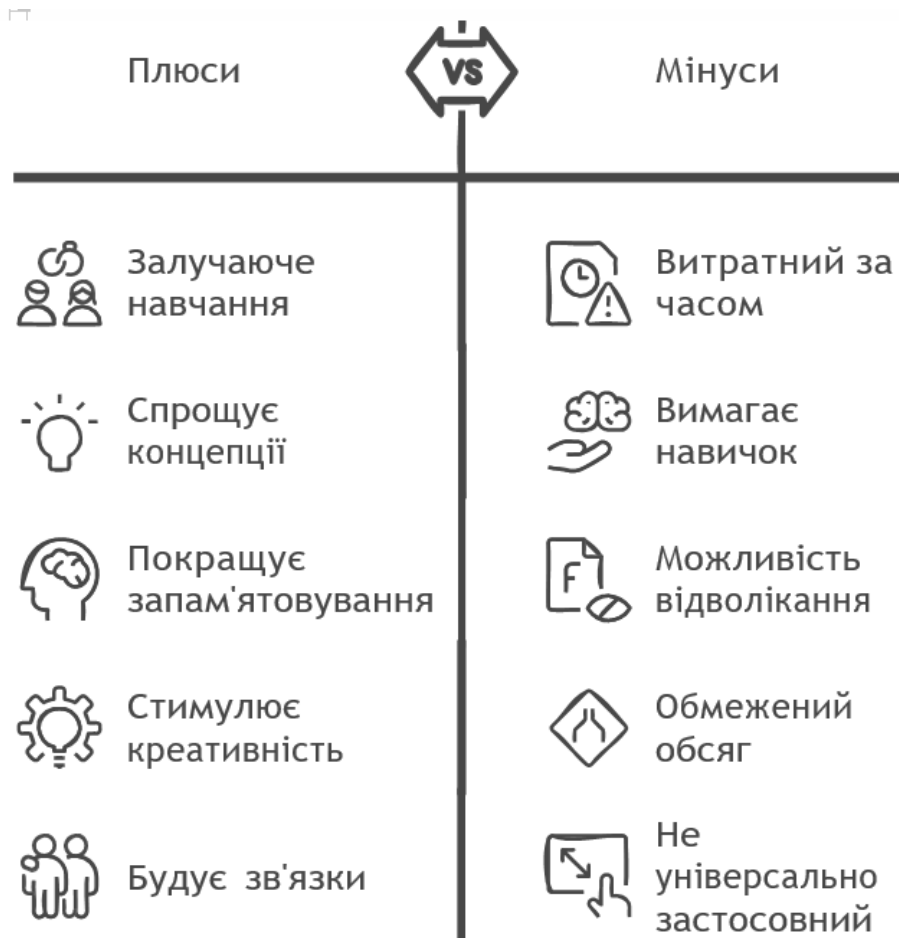 Плюси
VS
Мінуси
Залучаюче
навчання
Витратний за
часом
Спрощує
концепції
Вимагає
навичок
Покращує
запам'ятовування
F
Можливість
відволікання
Стимулює
креативність
Обмежений
обсяг
Будує зв'язки
Не
універсально
застосовний